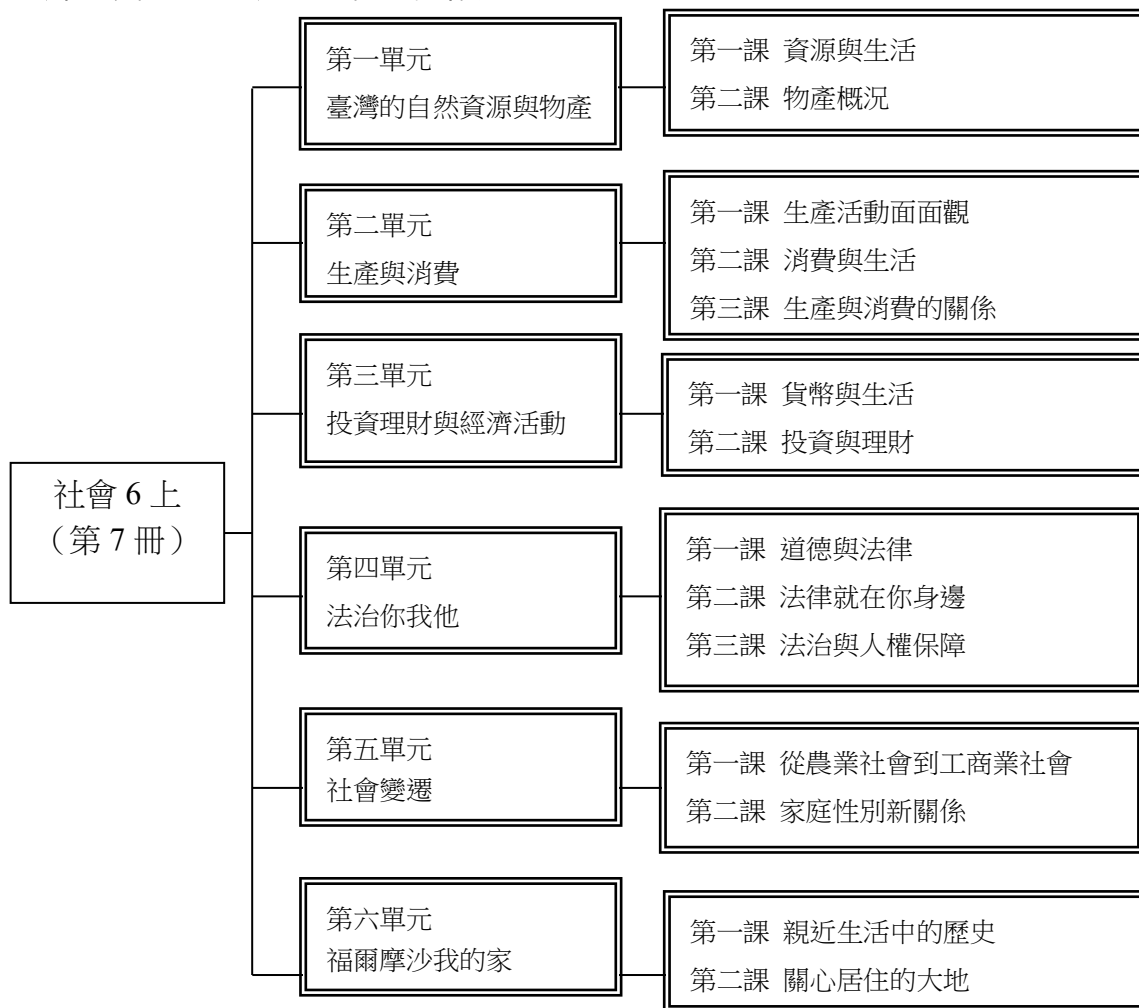 第一單元
臺灣的自然資源與物產
第一課 資源與生活
第二課 物產概況
第二單元
生產與消費
第一課 生產活動面面觀
第二課 消費與生活
第三課 生產與消費的關係
第三單元
投資理財與經濟活動
第一課 貨幣與生活
第二課 投資與理財
社會 6 上
（第 7 冊）
第四單元
法治你我他
第一課 道德與法律
第二課 法律就在你身邊
第三課 法治與人權保障
第五單元
社會變遷
第一課 從農業社會到工商業社會
第二課 家庭性別新關係
第六單元
福爾摩沙我的家
第一課 親近生活中的歷史
第二課 關心居住的大地